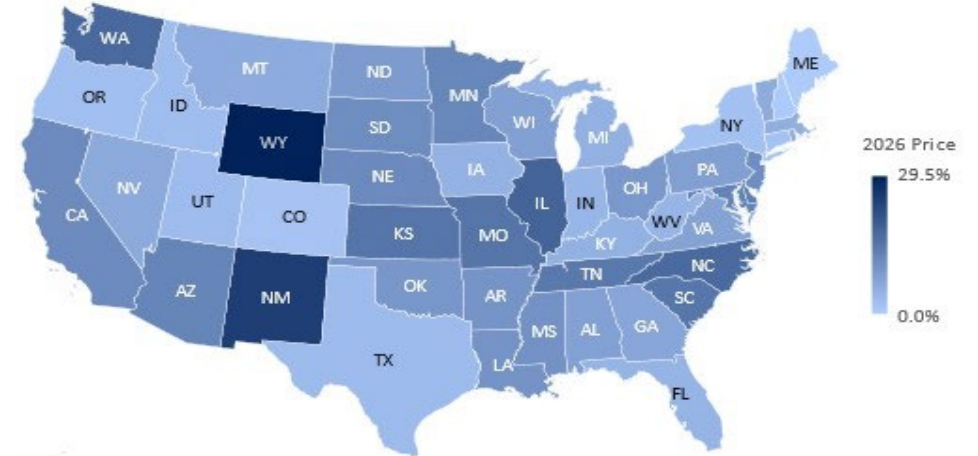 WA
MT
ND
MN
ME
OR
ID
SD
WI
MI
NY
WY
2026 Price
29.5%
NE
IA
PA
NV
UT
CO
IL
IN
OH
CA
KS
MO
WV
VA
KY
AZ
NM
OK
AR
TN
NC
SC
MS
AL
GA
0.0%
TX
LA
FL